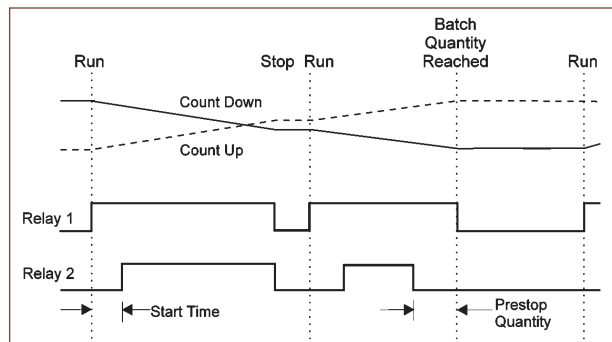 Batch
Quantity
Run Stop Run Reached Run
Count Down
Count Up
Relay 1
Relay 2
Start Time Prestop
Quantity